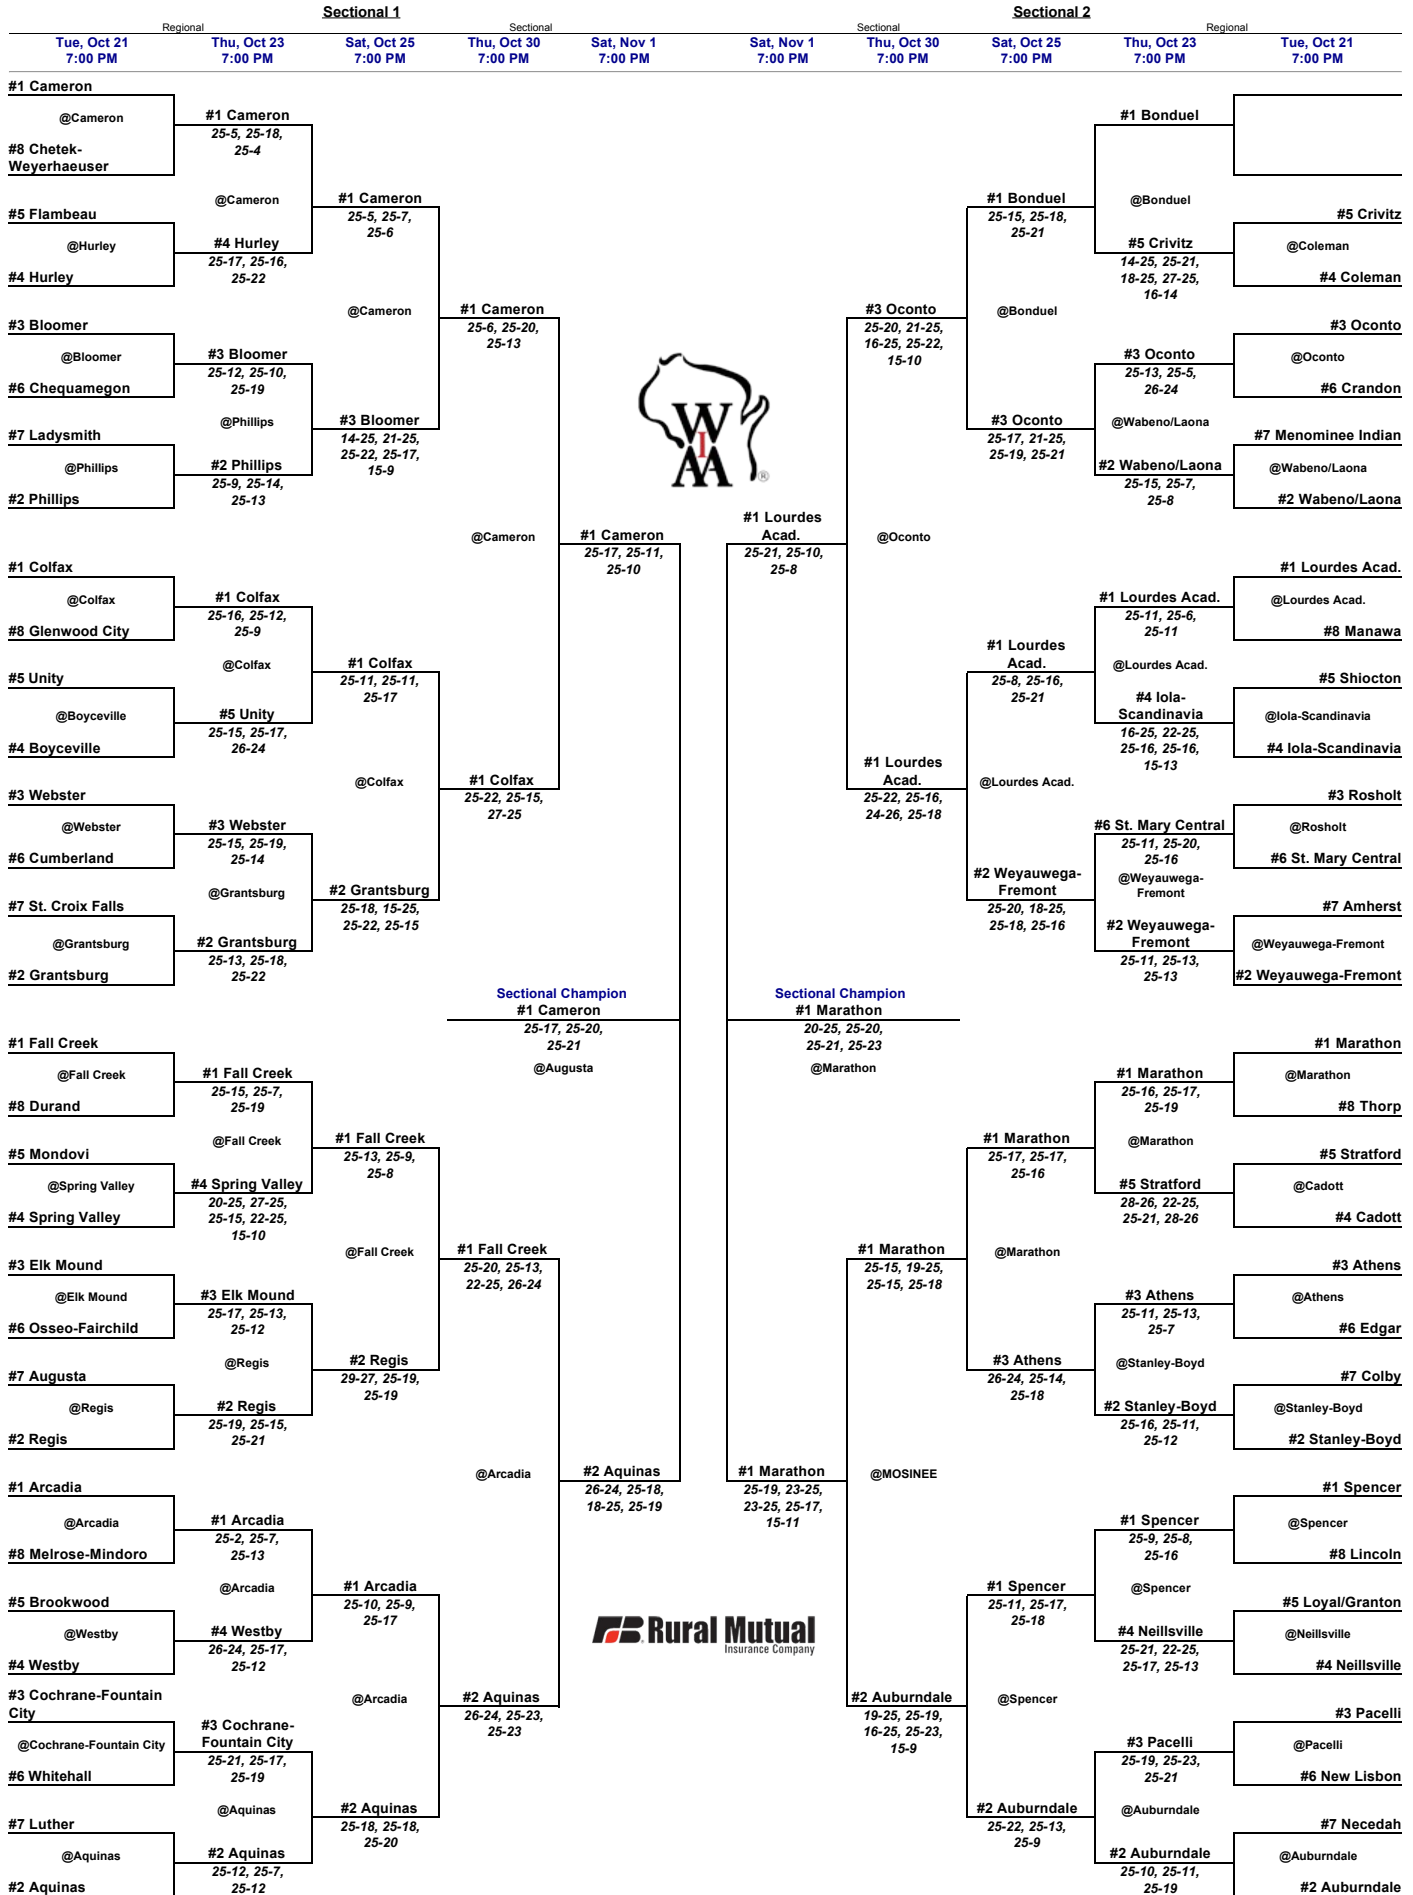 Sectional 1
Sectional 2
Regional
Sectional
Sectional
Regional
Tue, Oct 21
7:00 PM
Thu, Oct 23
7:00 PM
Sat, Oct 25
7:00 PM
Thu, Oct 30
7:00 PM
Sat, Nov 1
7:00 PM
Sat, Nov 1
7:00 PM
Thu, Oct 30
7:00 PM
Sat, Oct 25
7:00 PM
Thu, Oct 23
7:00 PM
Tue, Oct 21
7:00 PM
#1 Cameron
@Cameron
#8 Chetek-
Weyerhaeuser
#5 Flambeau
@Hurley
#4 Hurley
#3 Bloomer
@Bloomer
#6 Chequamegon
#7 Ladysmith
@Phillips
#2 Phillips
#1 Colfax
@Colfax
#8 Glenwood City
#5 Unity
@Boyceville
#4 Boyceville
#3 Webster
@Webster
#6 Cumberland
#7 St. Croix Falls
@Grantsburg
#2 Grantsburg
#1 Fall Creek
@Fall Creek
#8 Durand
#5 Mondovi
@Spring Valley
#4 Spring Valley
#3 Elk Mound
@Elk Mound
#6 Osseo-Fairchild
#7 Augusta
@Regis
#2 Regis
#1 Arcadia
@Arcadia
#8 Melrose-Mindoro
#5 Brookwood
@Westby
#4 Westby
#3 Cochrane-Fountain
City
@Cochrane-Fountain City
#6 Whitehall
#7 Luther
@Aquinas
#2 Aquinas
#1 Cameron
25-5, 25-18,
25-4
@Cameron
#4 Hurley
25-17, 25-16,
25-22
#3 Bloomer
25-12, 25-10,
25-19
@Phillips
#2 Phillips
25-9, 25-14,
25-13
#1 Colfax
25-16, 25-12,
25-9
@Colfax
#5 Unity
25-15, 25-17,
26-24
#3 Webster
25-15, 25-19,
25-14
@Grantsburg
#2 Grantsburg
25-13, 25-18,
25-22
#1 Fall Creek
25-15, 25-7,
25-19
@Fall Creek
#4 Spring Valley
20-25, 27-25,
25-15, 22-25,
15-10
#3 Elk Mound
25-17, 25-13,
25-12
@Regis
#2 Regis
25-19, 25-15,
25-21
#1 Arcadia
25-2, 25-7,
25-13
@Arcadia
#4 Westby
26-24, 25-17,
25-12
#3 Cochrane-
Fountain City
25-21, 25-17,
25-19
@Aquinas
#2 Aquinas
25-12, 25-7,
25-12
#1 Cameron
25-5, 25-7,
25-6
@Cameron
#3 Bloomer
14-25, 21-25,
25-22, 25-17,
15-9
#1 Colfax
25-11, 25-11,
25-17
@Colfax
#2 Grantsburg
25-18, 15-25,
25-22, 25-15
#1 Fall Creek
25-13, 25-9,
25-8
@Fall Creek
#2 Regis
29-27, 25-19,
25-19
#1 Arcadia
25-10, 25-9,
25-17
@Arcadia
#2 Aquinas
25-18, 25-18,
25-20
#1 Cameron
25-6, 25-20,
25-13
@Cameron
#1 Colfax
25-22, 25-15,
27-25
#1 Fall Creek
25-20, 25-13,
22-25, 26-24
@Arcadia
#2 Aquinas
26-24, 25-23,
25-23
#1 Cameron
25-17, 25-11,
25-10
Sectional Champion
#1 Cameron
25-17, 25-20,
25-21
@Augusta
#2 Aquinas
26-24, 25-18,
18-25, 25-19
WIAA
®
Rural Mutual
Insurance Company
#1 Lourdes
Acad.
25-21, 25-10,
25-8
Sectional Champion
#1 Marathon
20-25, 25-20,
25-21, 25-23
@Marathon
#1 Marathon
25-19, 23-25,
23-25, 25-17,
15-11
#3 Oconto
25-20, 21-25,
16-25, 25-22,
15-10
@Oconto
#1 Lourdes
Acad.
25-22, 25-16,
24-26, 25-18
#1 Marathon
25-15, 19-25,
25-15, 25-18
@MOSINEE
#2 Auburndale
19-25, 25-19,
16-25, 25-23,
15-9
#1 Bonduel
25-15, 25-18,
25-21
@Bonduel
#3 Oconto
25-17, 21-25,
25-19, 25-21
#1 Lourdes
Acad.
25-8, 25-16,
25-21
@Lourdes Acad.
#2 Weyauwega-
Fremont
25-20, 18-25,
25-18, 25-16
#1 Marathon
25-17, 25-17,
25-16
@Marathon
#3 Athens
26-24, 25-14,
25-18
#1 Spencer
25-11, 25-17,
25-18
@Spencer
#2 Auburndale
25-22, 25-13,
25-9
#1 Bonduel
@Bonduel
#5 Crivitz
14-25, 25-21,
18-25, 27-25,
16-14
#3 Oconto
25-13, 25-5,
26-24
@Wabeno/Laona
#2 Wabeno/Laona
25-15, 25-7,
25-8
#1 Lourdes Acad.
25-11, 25-6,
25-11
@Lourdes Acad.
#4 Iola-
Scandinavia
16-25, 22-25,
25-16, 25-16,
15-13
#6 St. Mary Central
25-11, 25-20,
25-16
@Weyauwega-
Fremont
#2 Weyauwega-
Fremont
25-11, 25-13,
25-13
#1 Marathon
25-16, 25-17,
25-19
@Marathon
#5 Stratford
28-26, 22-25,
25-21, 28-26
#3 Athens
25-11, 25-13,
25-7
@Stanley-Boyd
#2 Stanley-Boyd
25-16, 25-11,
25-12
#1 Spencer
25-9, 25-8,
25-16
@Spencer
#4 Neillsville
25-21, 22-25,
25-17, 25-13
#3 Pacelli
25-19, 25-23,
25-21
@Auburndale
#2 Auburndale
25-10, 25-11,
25-19
#5 Crivitz
@Coleman
#4 Coleman
#3 Oconto
@Oconto
#6 Crandon
#7 Menominee Indian
@Wabeno/Laona
#2 Wabeno/Laona
#1 Lourdes Acad.
@Lourdes Acad.
#8 Manawa
#5 Shiocton
@Iola-Scandinavia
#4 Iola-Scandinavia
#3 Rosholt
@Rosholt
#6 St. Mary Central
#7 Amherst
@Weyauwega-Fremont
#2 Weyauwega-Fremont
#1 Marathon
@Marathon
#8 Thorp
#5 Stratford
@Cadott
#4 Cadott
#3 Athens
@Athens
#6 Edgar
#7 Colby
@Stanley-Boyd
#2 Stanley-Boyd
#1 Spencer
@Spencer
#8 Lincoln
#5 Loyal/Granton
@Neillsville
#4 Neillsville
#3 Pacelli
@Pacelli
#6 New Lisbon
#7 Necedah
@Auburndale
#2 Auburndale